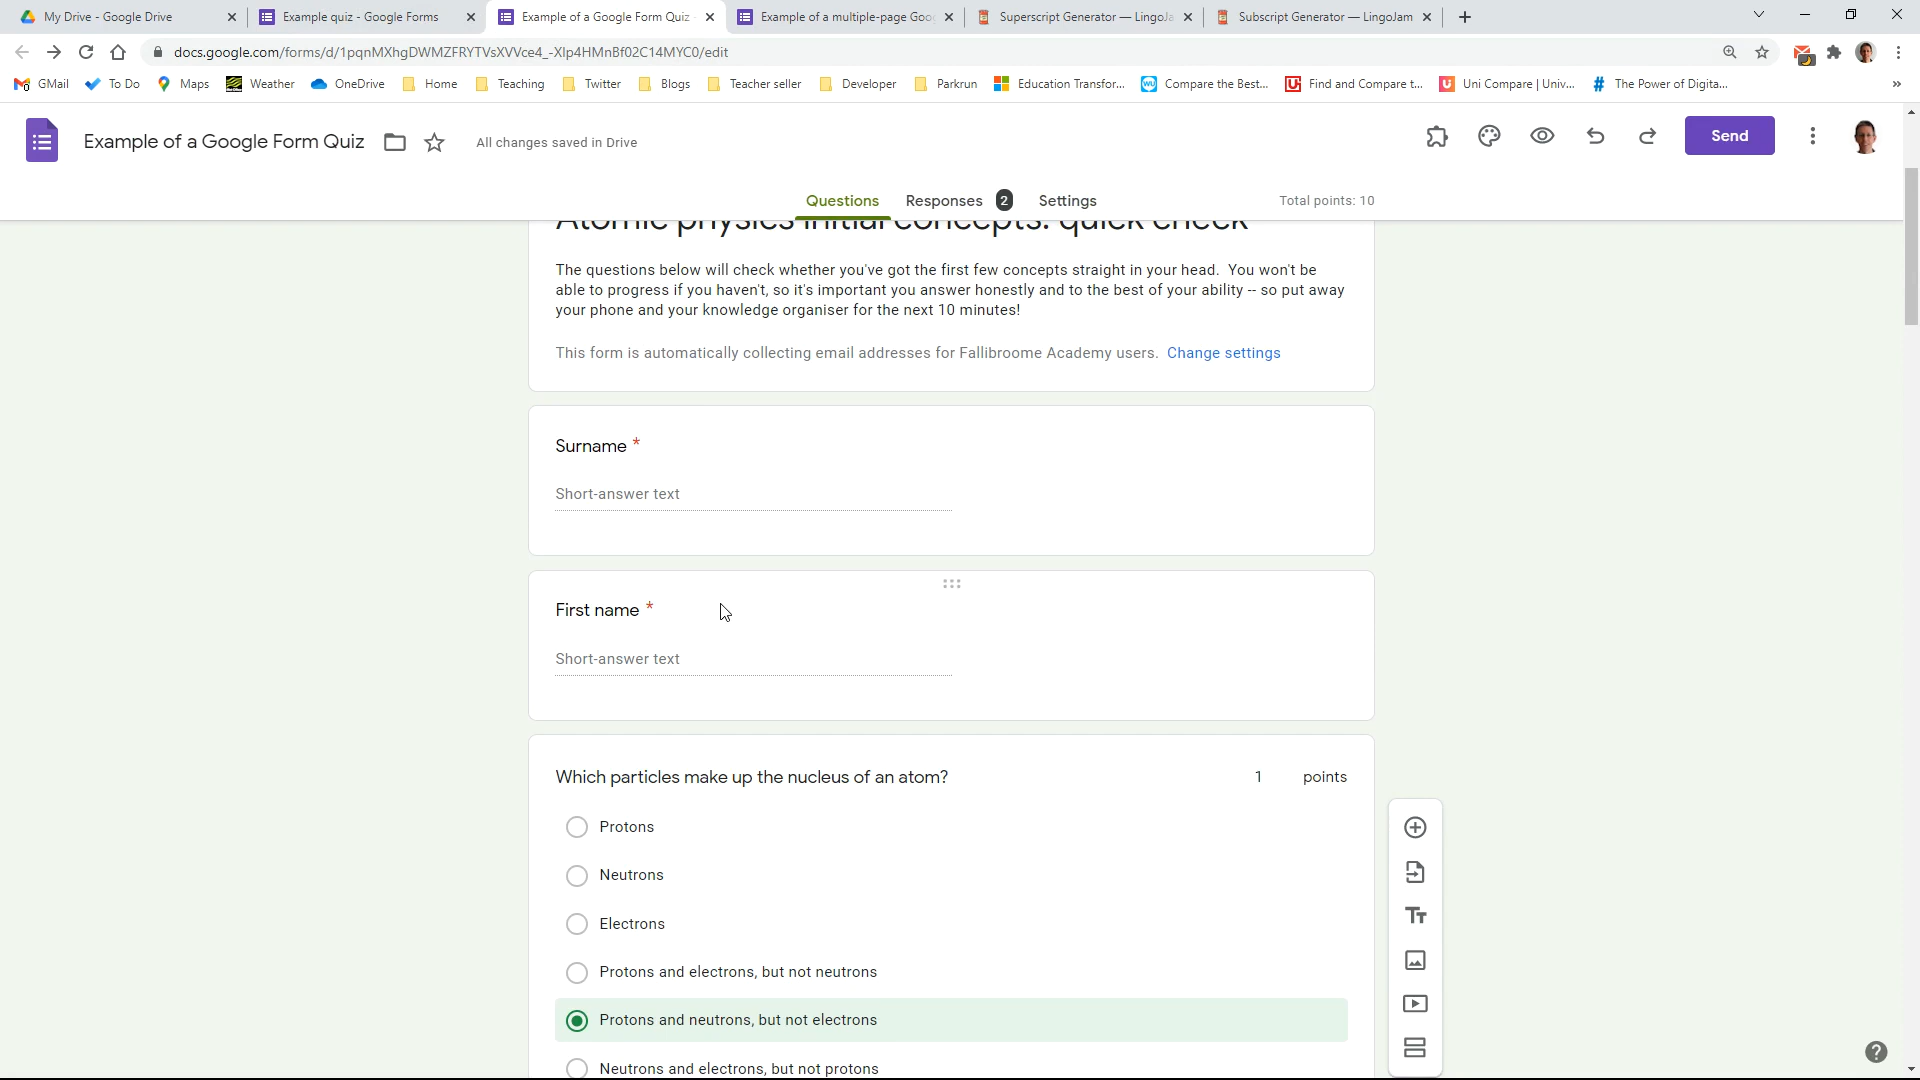 My Drive - Google Drive
Example quiz - Google Forms
Example of a Google Form Quiz
Example of a multiple-page Goo
Superscript Generator — LingoJa
Subscript Generator — LingoJam
docs.google.com/forms/d/1pqnMXhgDWMZFRYTVsXVVce4_-XIp4HMnBf02C14MYC0/edit
GMail
To Do
Maps
Weather
OneDrive
Home
Teaching
Twitter
Blogs
Teacher seller
Developer
Parkrun
Education Transfor...
Compare the Best...
Find and Compare t...
Uni Compare | Univ...
The Power of Digita...
Example of a Google Form Quiz
All changes saved in Drive
Send
Questions
Responses 2
Settings
Total points: 10
Atomic physics initial concepts: quick check
The questions below will check whether you've got the first few concepts straight in your head. You won't be
able to progress if you haven't, so it's important you answer honestly and to the best of your ability -- so put away
your phone and your knowledge organiser for the next 10 minutes!
This form is automatically collecting email addresses for Fallibroome Academy users. Change settings
Surname *
Short-answer text
First name *
Short-answer text
Which particles make up the nucleus of an atom? 1 points
Protons
Neutrons
Electrons
Protons and electrons, but not neutrons
Protons and neutrons, but not electrons
Neutrons and electrons, but not protons